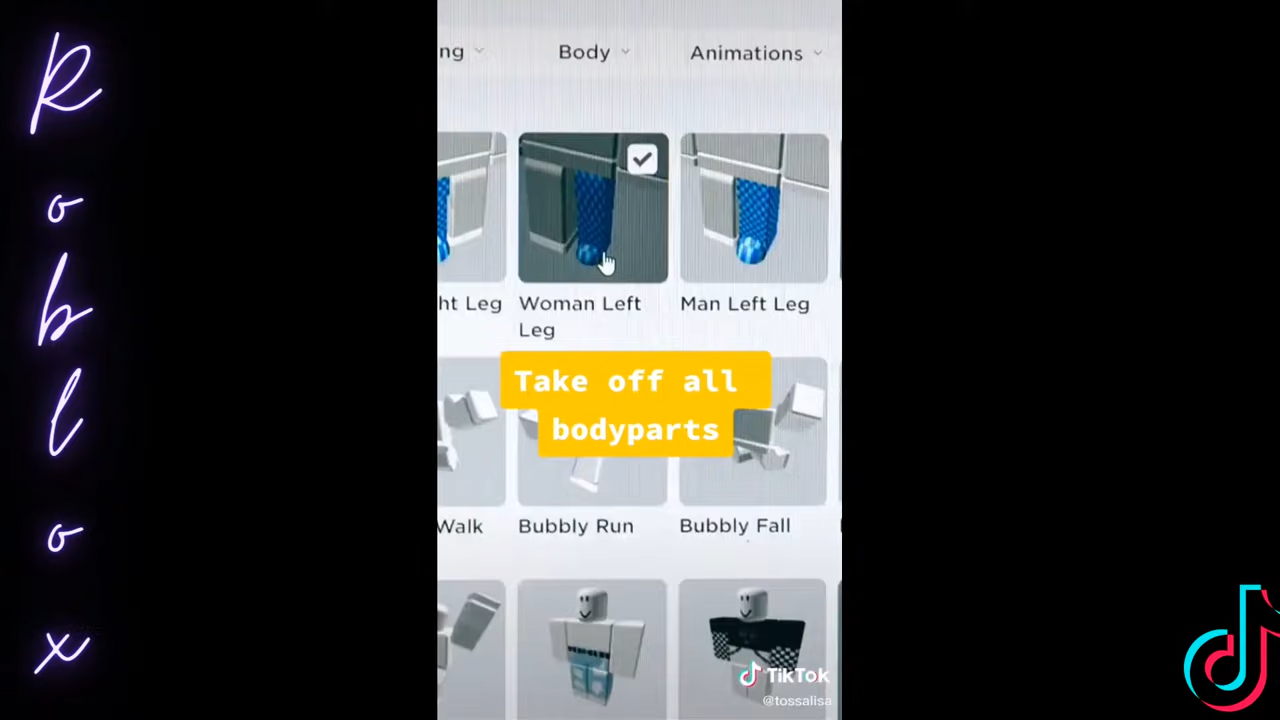 Roblox
ng Body Animations
ht Leg Woman Left Man Left Leg
Leg
Take off all
bodyparts
Walk Bubbly Run Bubbly Fall
TikTok
@tossalisa